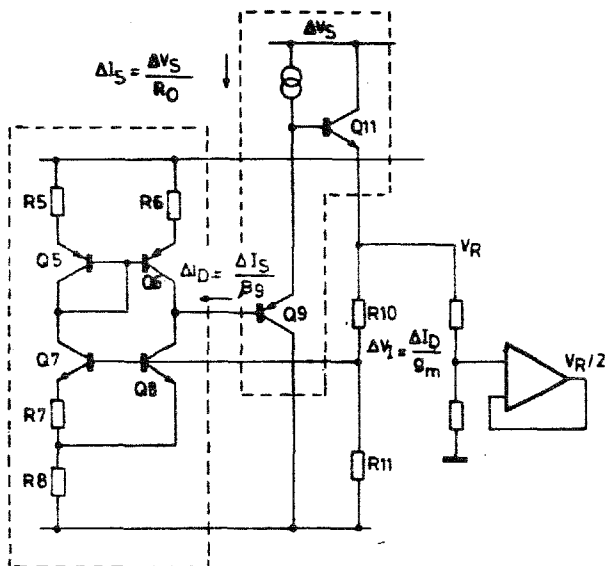 ΔVS
ΔIS = ΔVS / RO
Q11
R5
R6
VR
Q5
Q6
ΔID = ΔIS / β9
Q9
R10
Q7
Q8
ΔVI = ΔID / gm
VR/2
R7
R8
R11